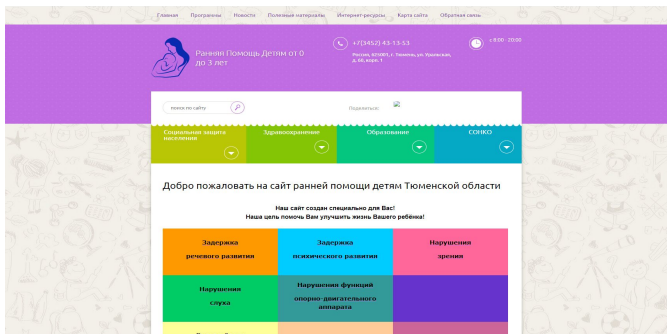 Главная Программы Новости Полезные материалы Интернет-ресурсы Карта сайта Обратная связь
Ранняя Помощь Детям от 0
до 3 лет
+7(3452) 43-13-53
Россия, 625001, г. Тюмень, ул. Уральская,
д. 60, корп. 1
с 8:00 - 20:00
поиск по сайту
Поделиться:
Социальная защита
населения
Здравоохранение
Образование
СОНКО
Добро пожаловать на сайт ранней помощи детям Тюменской области
Наш сайт создан специально для Вас!
Наша цель помочь Вам улучшить жизнь Вашего ребёнка!
Задержка
речевого развития
Задержка
психического развития
Нарушения
зрения
Нарушения
слуха
Нарушения функций
опорно-двигательного
аппарата